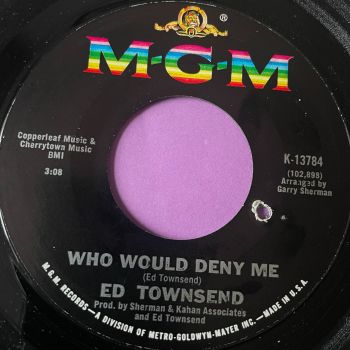 ®
M-G-M
Copperleaf Music &
Cherrytown Music
BMI
3:08
K-13784
(102,895)
Arranged by
Garry Sherman
WHO WOULD DENY ME
(Ed Townsend)
ED TOWNSEND
Prod. by Sherman & Kahan Associates
and Ed Townsend
M.G.M. RECORDS—A DIVISION OF METRO-GOLDWYN-MAYER INC.—MADE IN U.S.A.